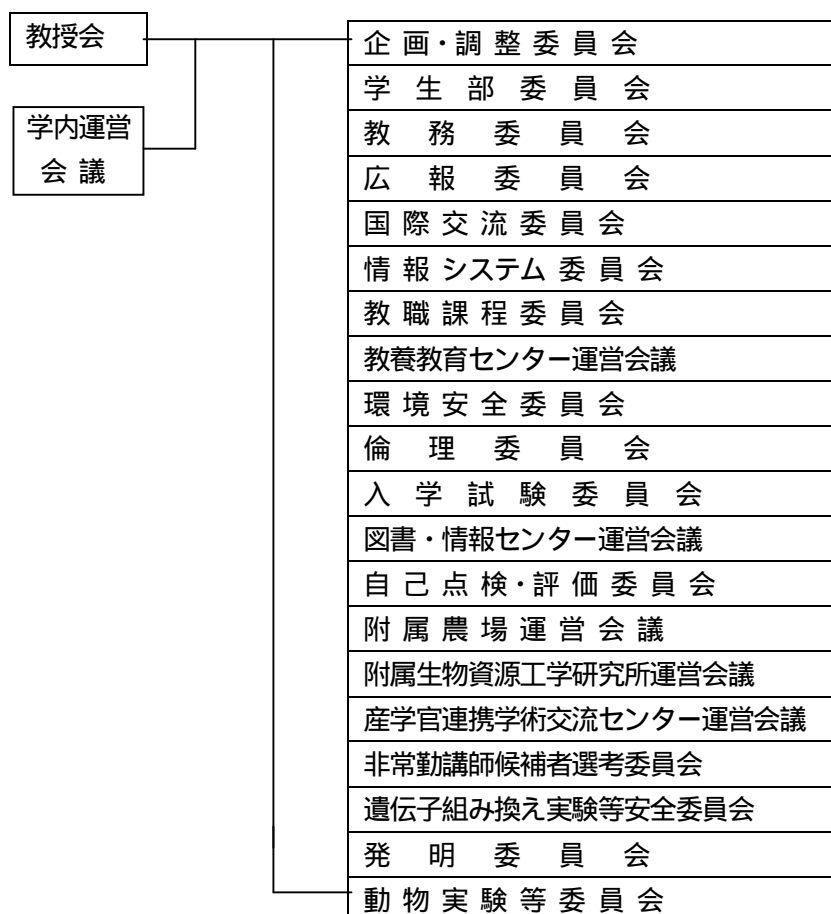 教授会
学内運営
会議
企画・調整委員会
学生部委員会
教務委員会
広報委員会
国際交流委員会
情報システム委員会
教職課程委員会
教養教育センター運営会議
環境安全委員会
倫理委員会
入学試験委員会
図書・情報センター運営会議
自己点検・評価委員会
附属農場運営会議
附属生物資源工学研究所運営会議
産学官連携学術交流センター運営会議
非常勤講師候補者選考委員会
遺伝子組み換え実験等安全委員会
発明委員会
動物実験等委員会